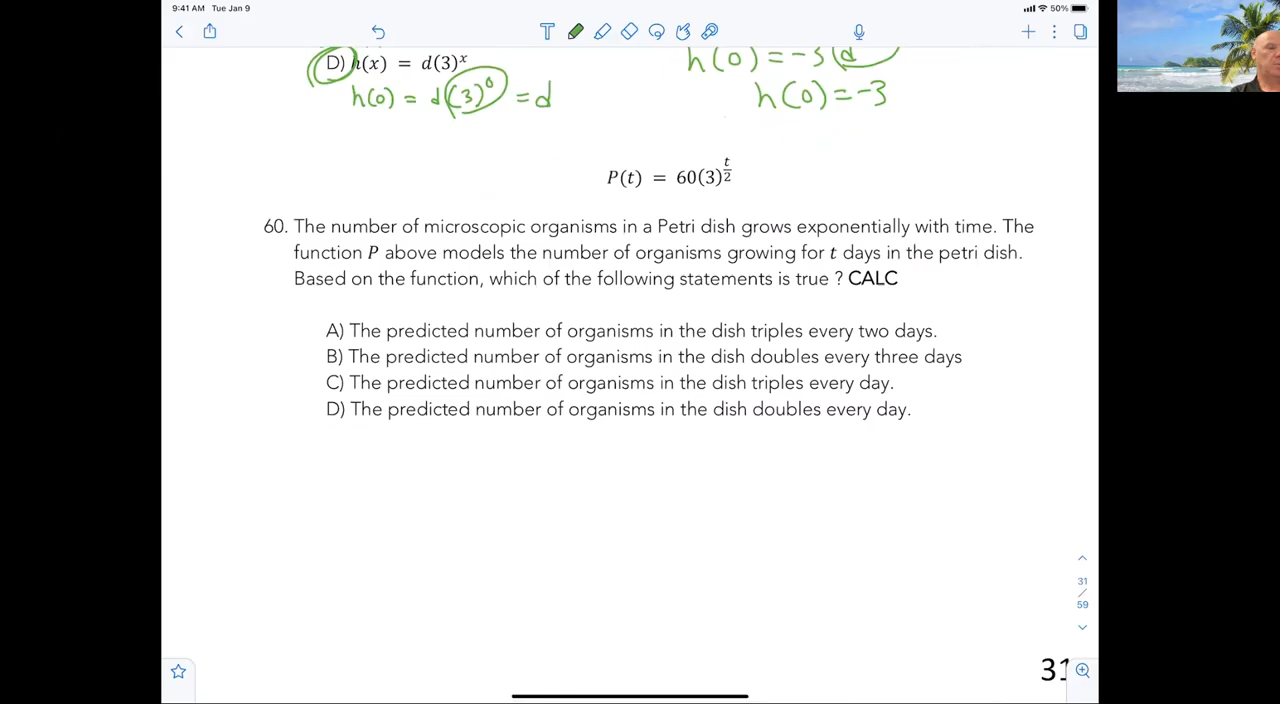 9:41 AM Tue Jan 9
50%
D) h(x) = d(3)ˣ
h(0) = d(3)⁰ = d
h(0) = -3(d
h(0) = -3
P(t) = 60(3)^(t/2)
60. The number of microscopic organisms in a Petri dish grows exponentially with time. The
function P above models the number of organisms growing for t days in the petri dish.
Based on the function, which of the following statements is true ? CALC
A) The predicted number of organisms in the dish triples every two days.
B) The predicted number of organisms in the dish doubles every three days
C) The predicted number of organisms in the dish triples every day.
D) The predicted number of organisms in the dish doubles every day.
31
/
59
31